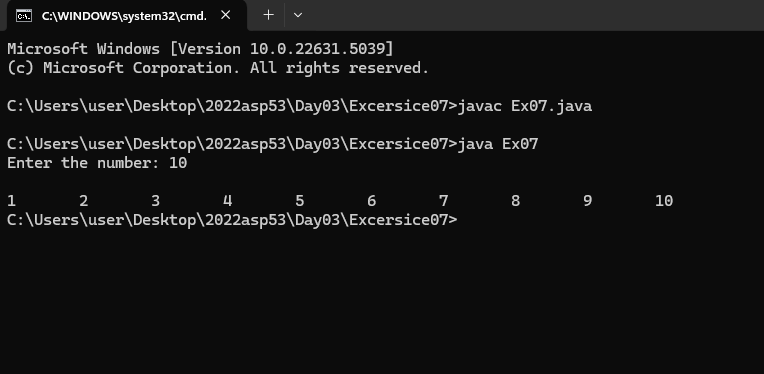 C:\WINDOWS\system32\cmd.
Microsoft Windows [Version 10.0.22631.5039]
(c) Microsoft Corporation. All rights reserved.
C:\Users\user\Desktop\2022asp53\Day03\Excersice07>javac Ex07.java
C:\Users\user\Desktop\2022asp53\Day03\Excersice07>java Ex07
Enter the number: 10
1 2 3 4 5 6 7 8 9 10
C:\Users\user\Desktop\2022asp53\Day03\Excersice07>